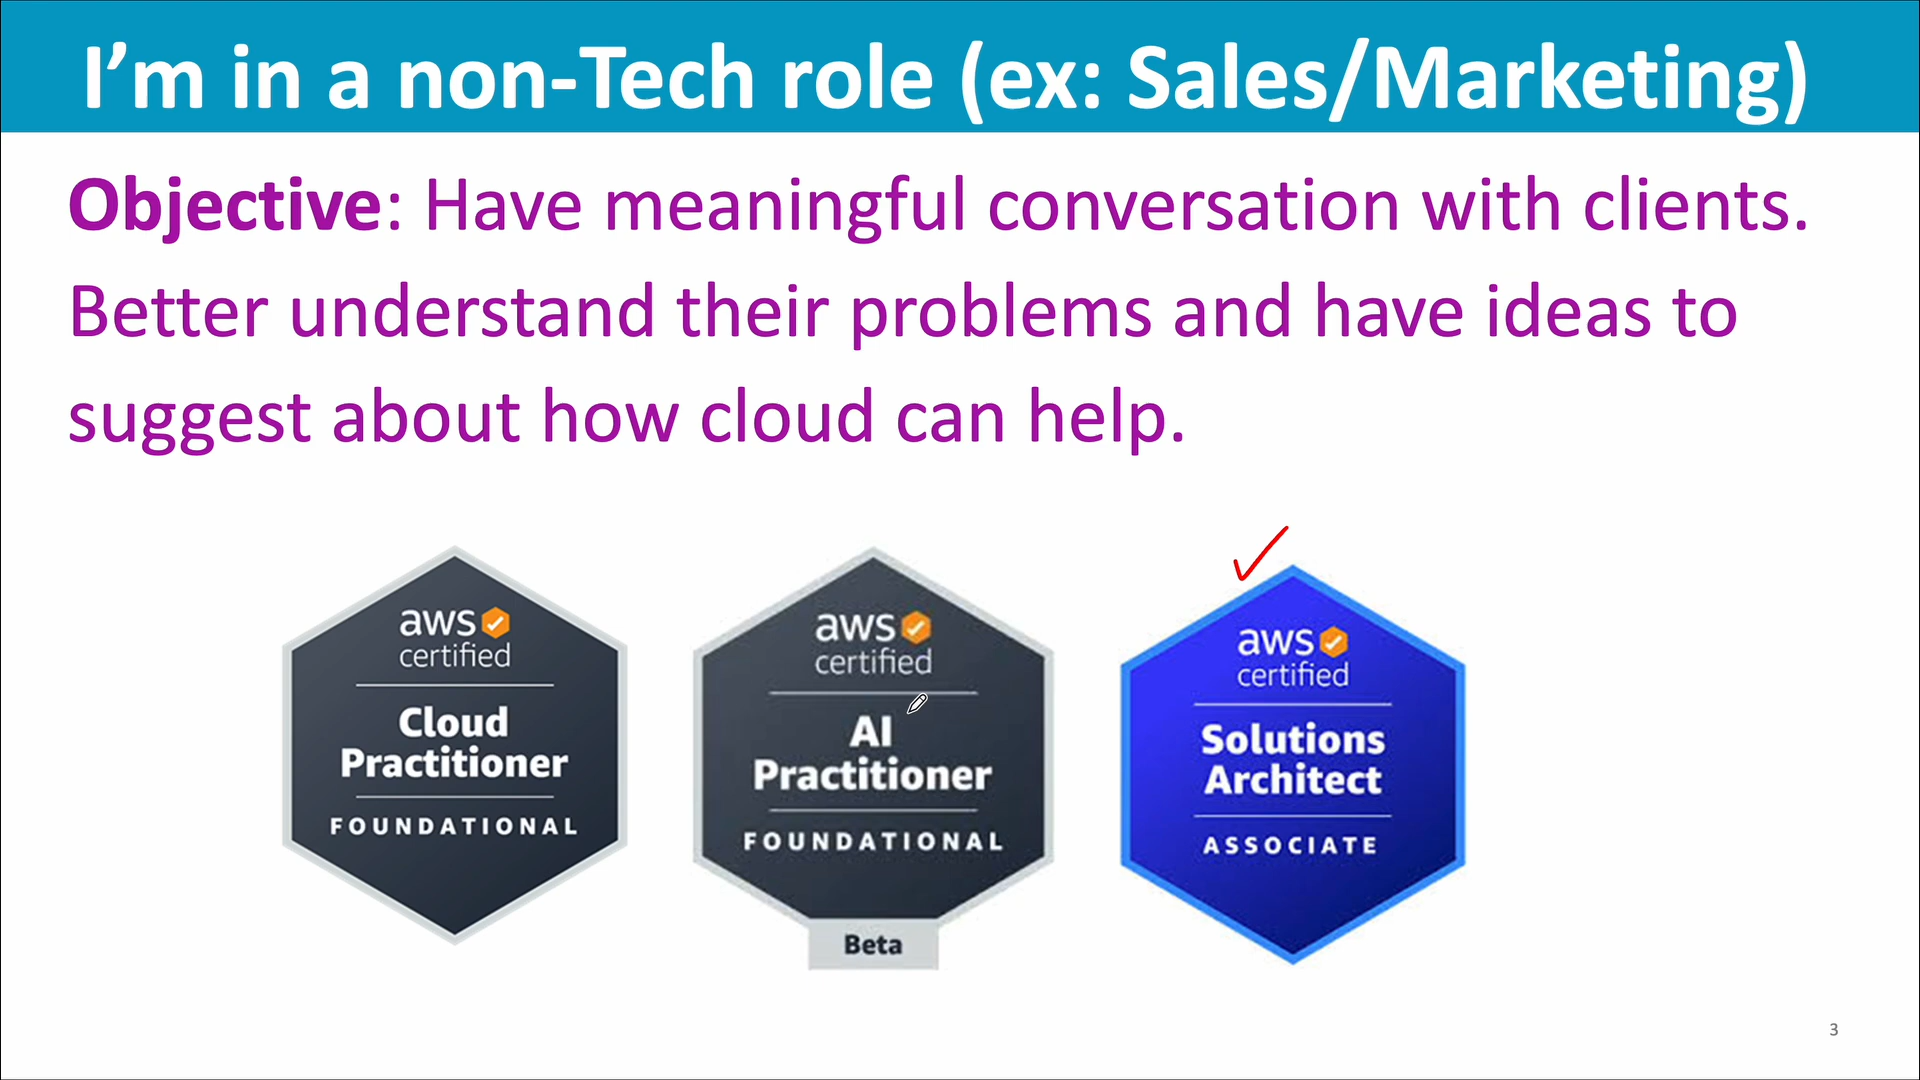 I’m in a non-Tech role (ex: Sales/Marketing)
Objective: Have meaningful conversation with clients.
Better understand their problems and have ideas to
suggest about how cloud can help.
aws
certified
Cloud
Practitioner
FOUNDATIONAL
aws
certified
AI
Practitioner
FOUNDATIONAL
Beta
aws
certified
Solutions
Architect
ASSOCIATE
3